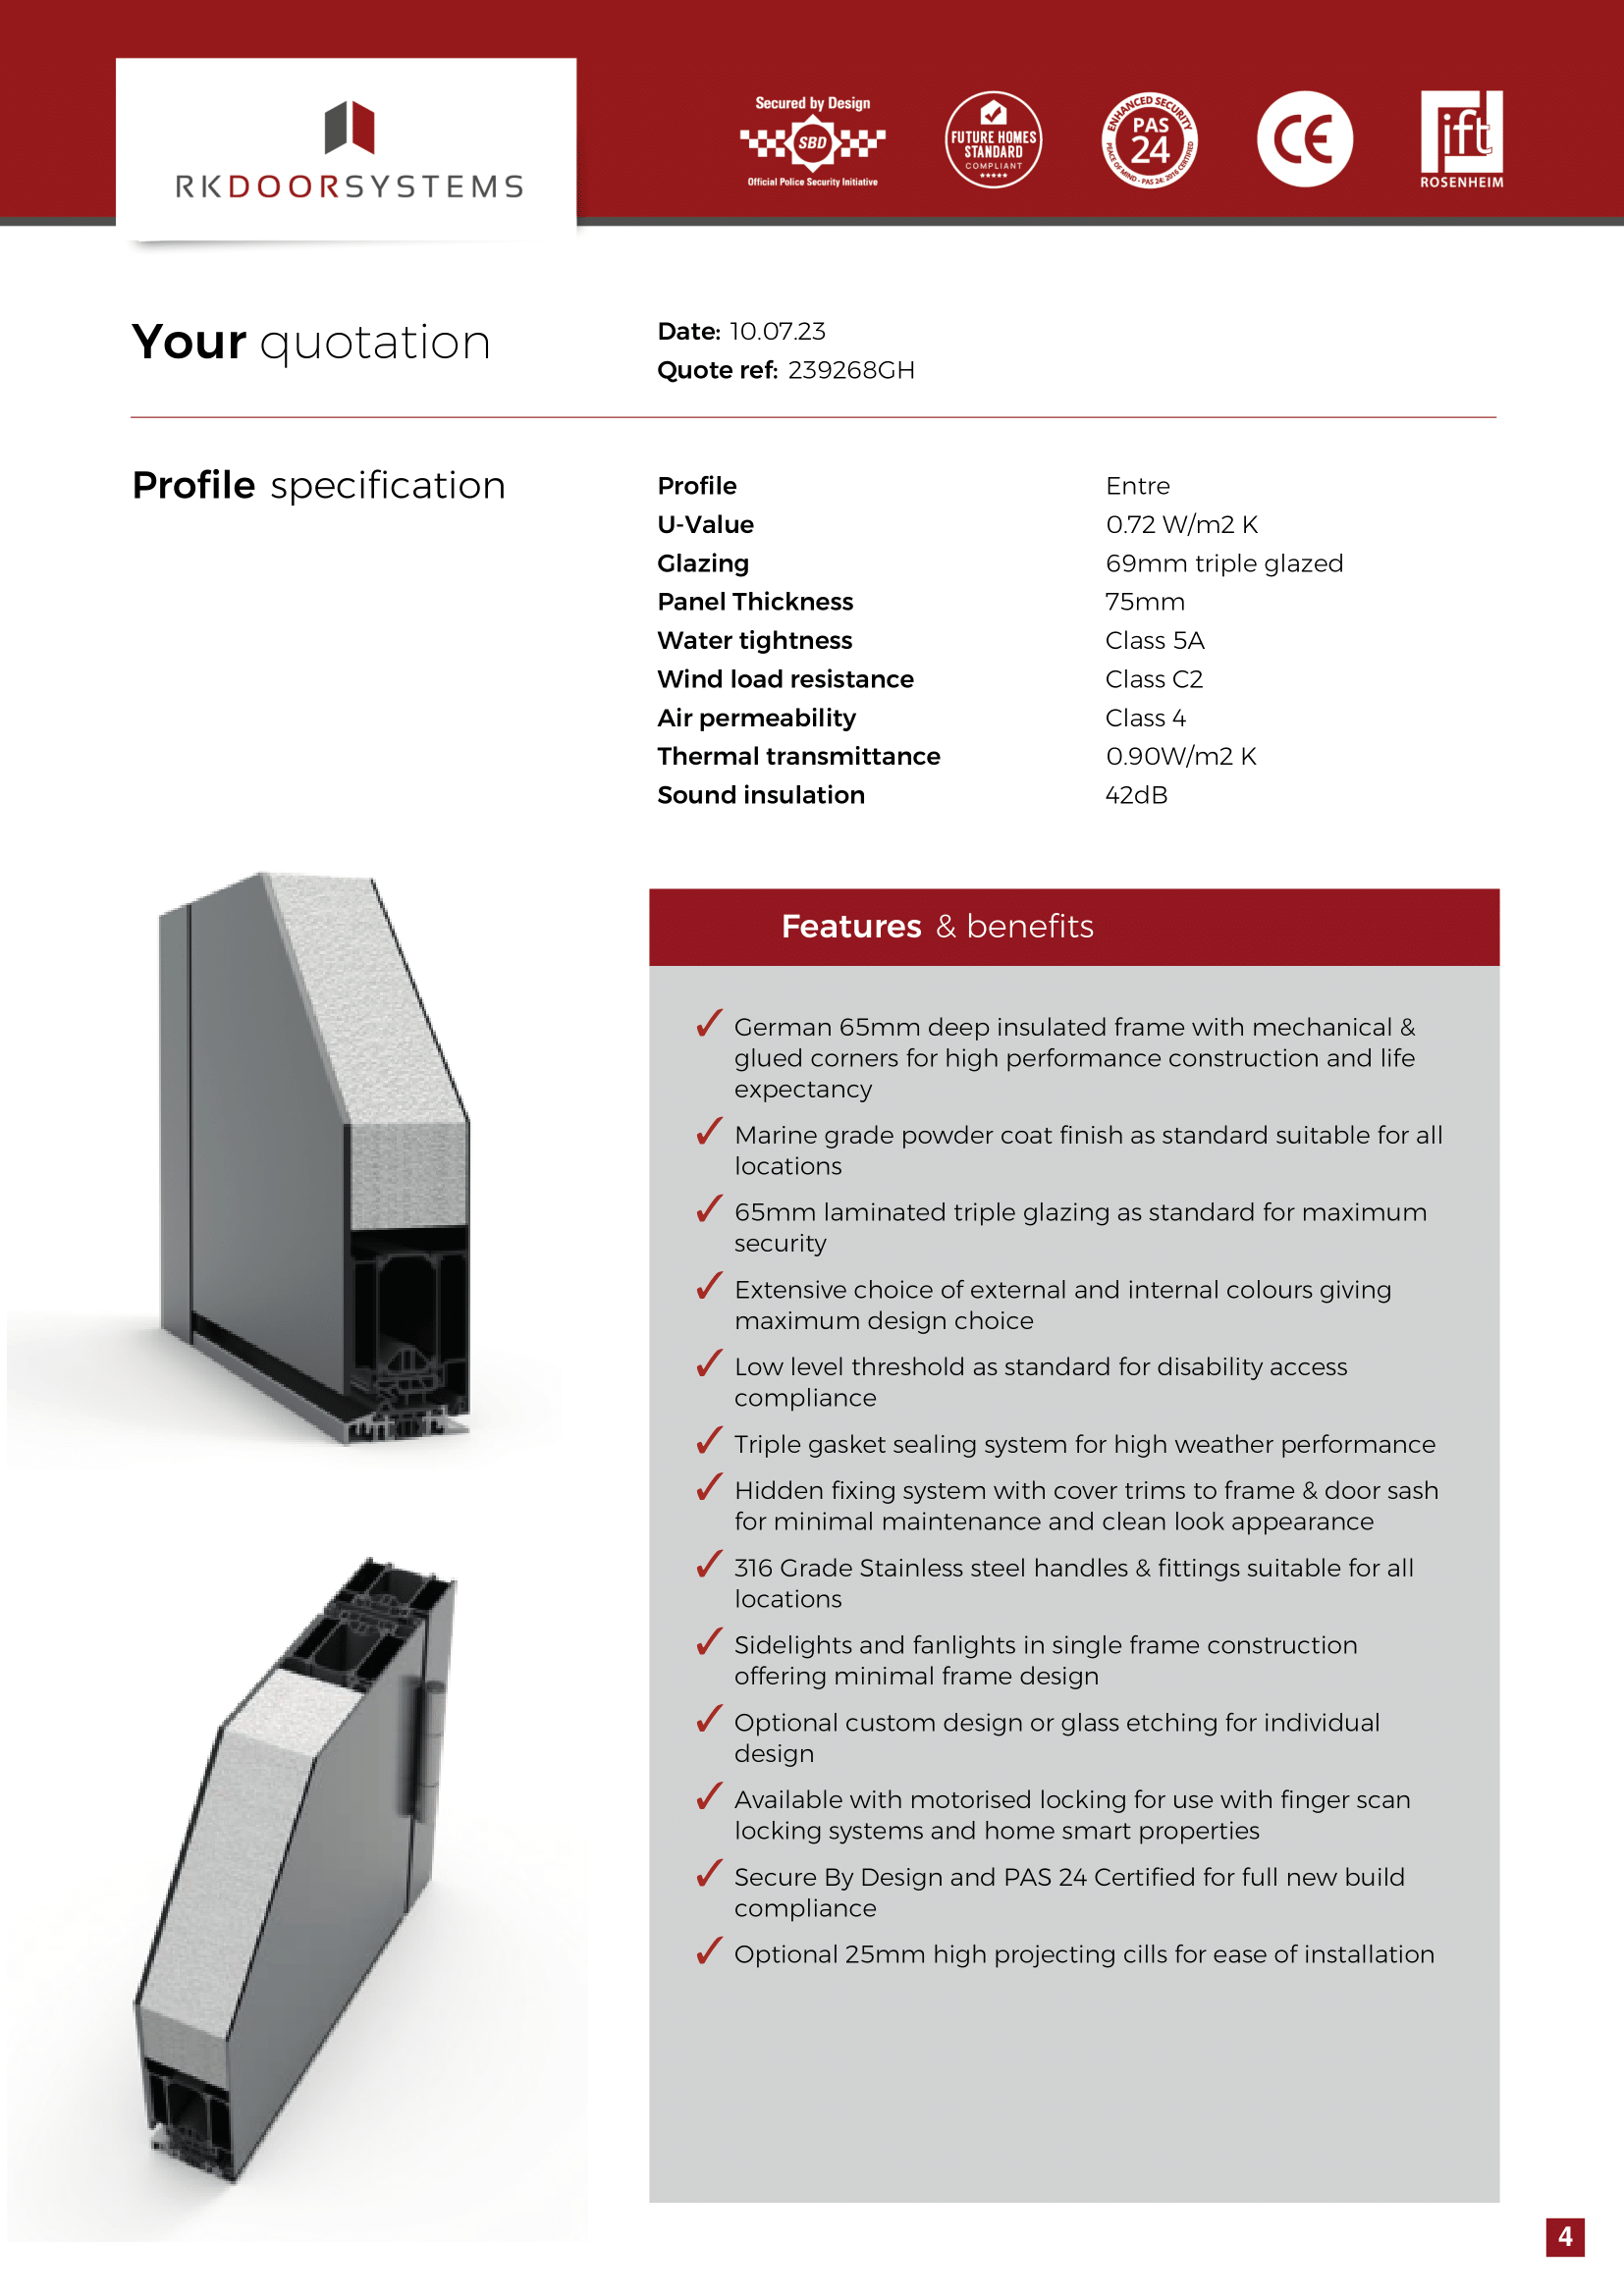 RKDOORSYSTEMS
Secured by Design
SBD
Official Police Security Initiative
FUTURE HOMES
STANDARD
COMPLIANT
ENHANCED SECURITY
PAS
24
PEACE OF MIND • PAS 24: 2016 CERTIFIED
CE
ift
ROSENHEIM
Your quotation
Date: 10.07.23
Quote ref: 239268GH
Profile specification
Profile Entre
U-Value 0.72 W/m2 K
Glazing 69mm triple glazed
Panel Thickness 75mm
Water tightness Class 5A
Wind load resistance Class C2
Air permeability Class 4
Thermal transmittance 0.90W/m2 K
Sound insulation 42dB
Features & benefits
✓ German 65mm deep insulated frame with mechanical &
glued corners for high performance construction and life
expectancy
✓ Marine grade powder coat finish as standard suitable for all
locations
✓ 65mm laminated triple glazing as standard for maximum
security
✓ Extensive choice of external and internal colours giving
maximum design choice
✓ Low level threshold as standard for disability access
compliance
✓ Triple gasket sealing system for high weather performance
✓ Hidden fixing system with cover trims to frame & door sash
for minimal maintenance and clean look appearance
✓ 316 Grade Stainless steel handles & fittings suitable for all
locations
✓ Sidelights and fanlights in single frame construction
offering minimal frame design
✓ Optional custom design or glass etching for individual
design
✓ Available with motorised locking for use with finger scan
locking systems and home smart properties
✓ Secure By Design and PAS 24 Certified for full new build
compliance
✓ Optional 25mm high projecting cills for ease of installation
4